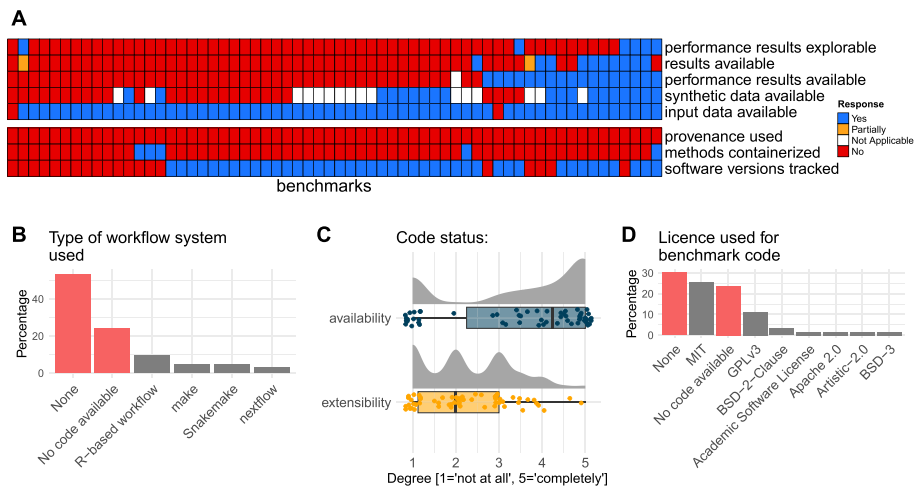 A
performance results explorable
results available
performance results available
synthetic data available
input data available
provenance used
methods containerized
software versions tracked
benchmarks
Response
Yes
Partially
Not Applicable
No
B
Type of workflow system
used
Percentage
40
20
0
None
No code available
R−based workflow
make
Snakemake
nextflow
C
Code status:
availability
extensibility
1
2
3
4
5
Degree [1='not at all', 5='completely']
D
Licence used for
benchmark code
Percentage
30
20
10
0
None
MIT
No code available
GPLv3
BSD−2−Clause
Academic Software License
Apache 2.0
Artistic−2.0
BSD−3